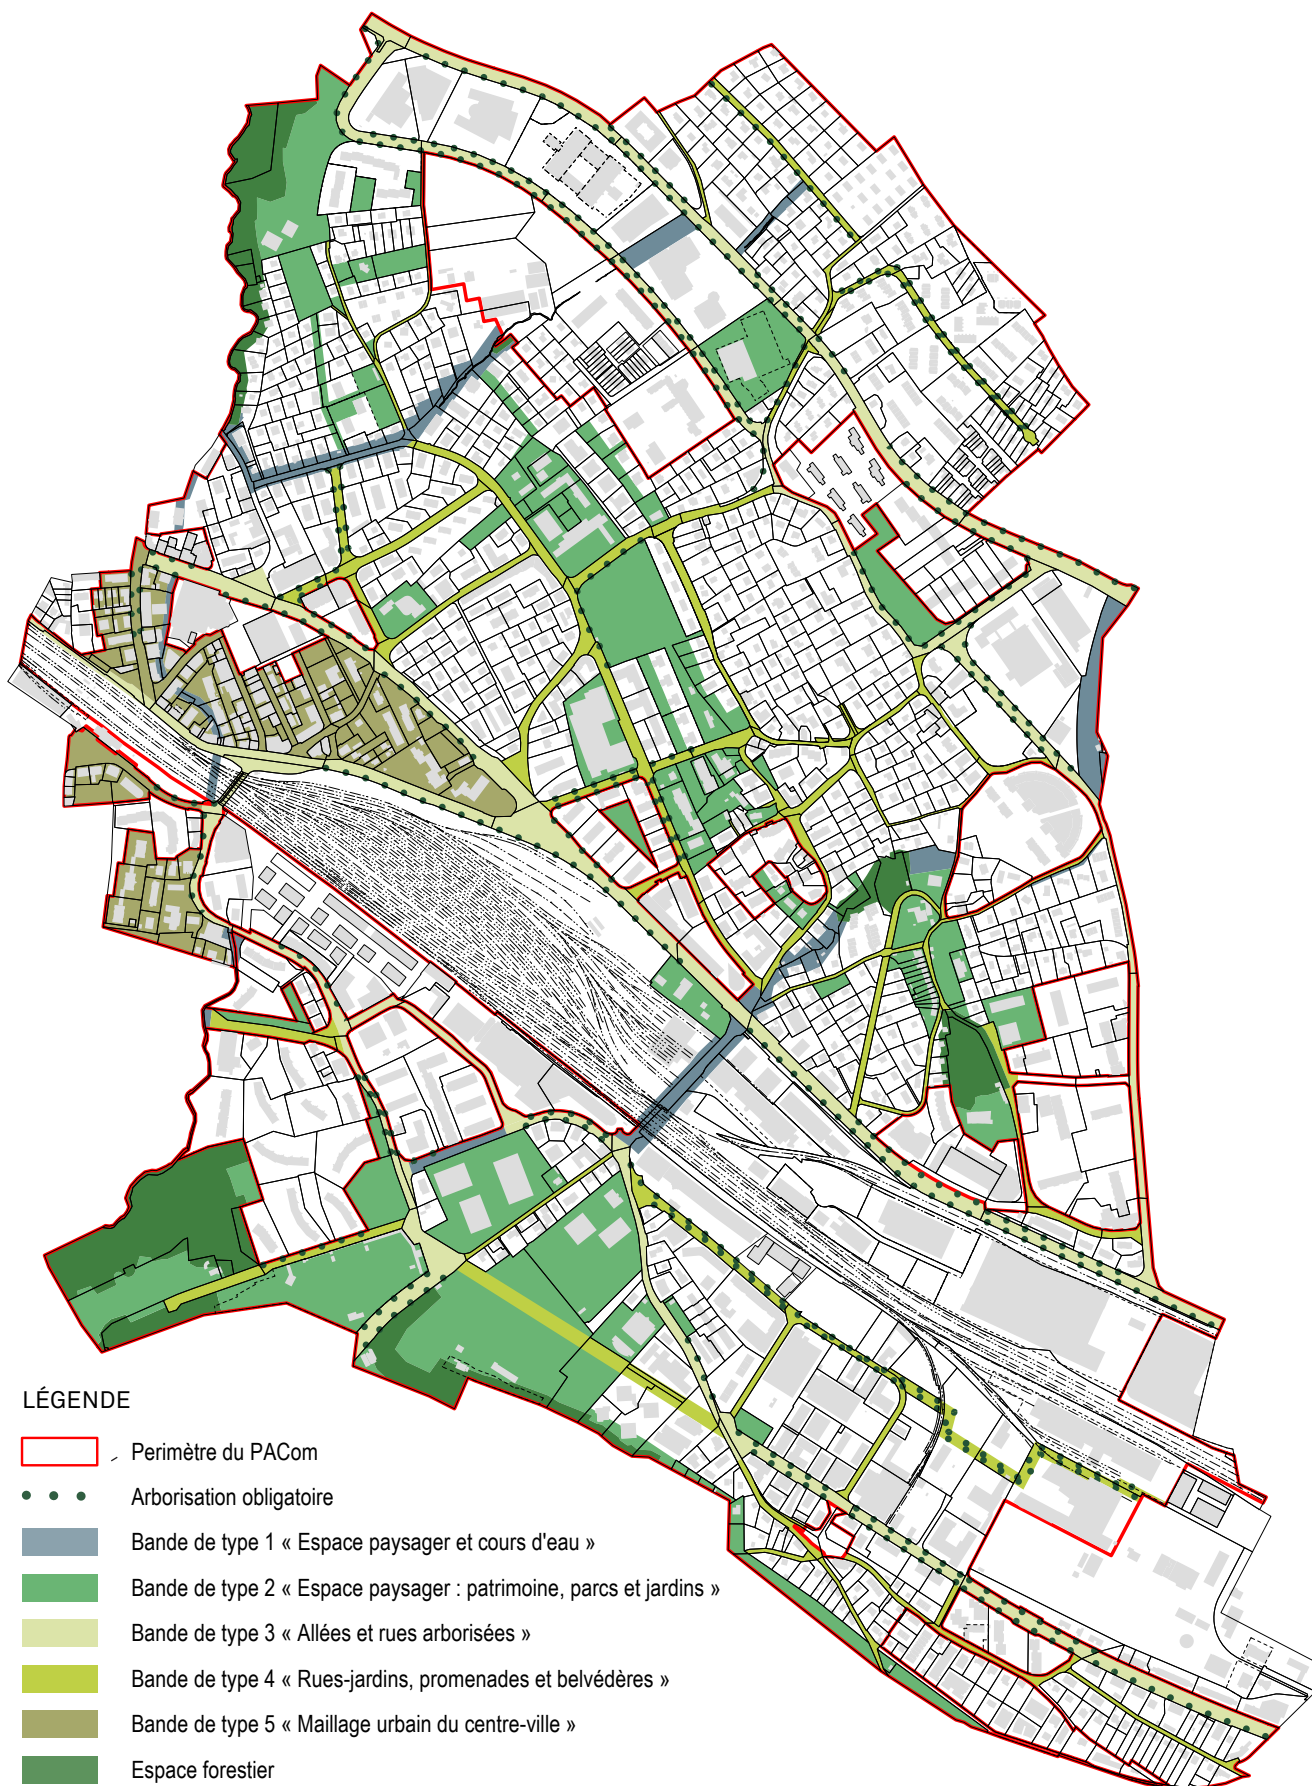 LÉGENDE
Perimètre du PACom
Arborisation obligatoire
Bande de type 1 « Espace paysager et cours d'eau »
Bande de type 2 « Espace paysager : patrimoine, parcs et jardins »
Bande de type 3 « Allées et rues arborisées »
Bande de type 4 « Rues-jardins, promenades et belvédères »
Bande de type 5 « Maillage urbain du centre-ville »
Espace forestier